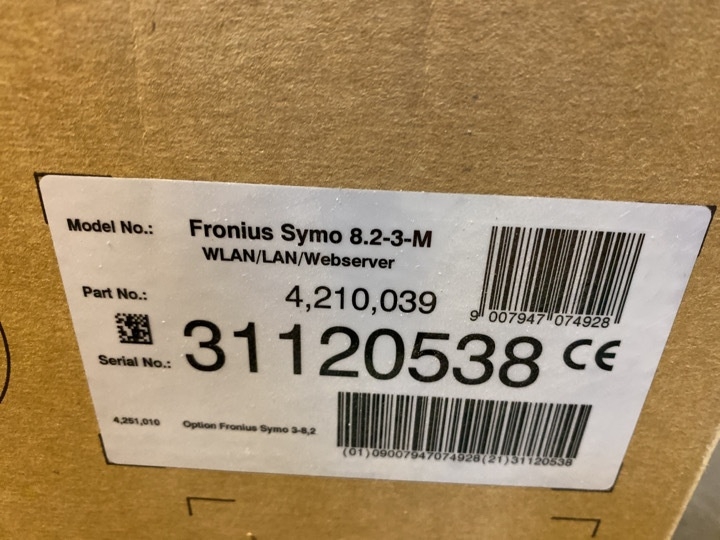 Model No.: Fronius Symo 8.2-3-M
WLAN/LAN/Webserver
Part No.: 4,210,039
9 007947 074928
Serial No.: 31120538 CE
4,251,010 Option Fronius Symo 3-8,2
(01)09007947074928(21)31120538